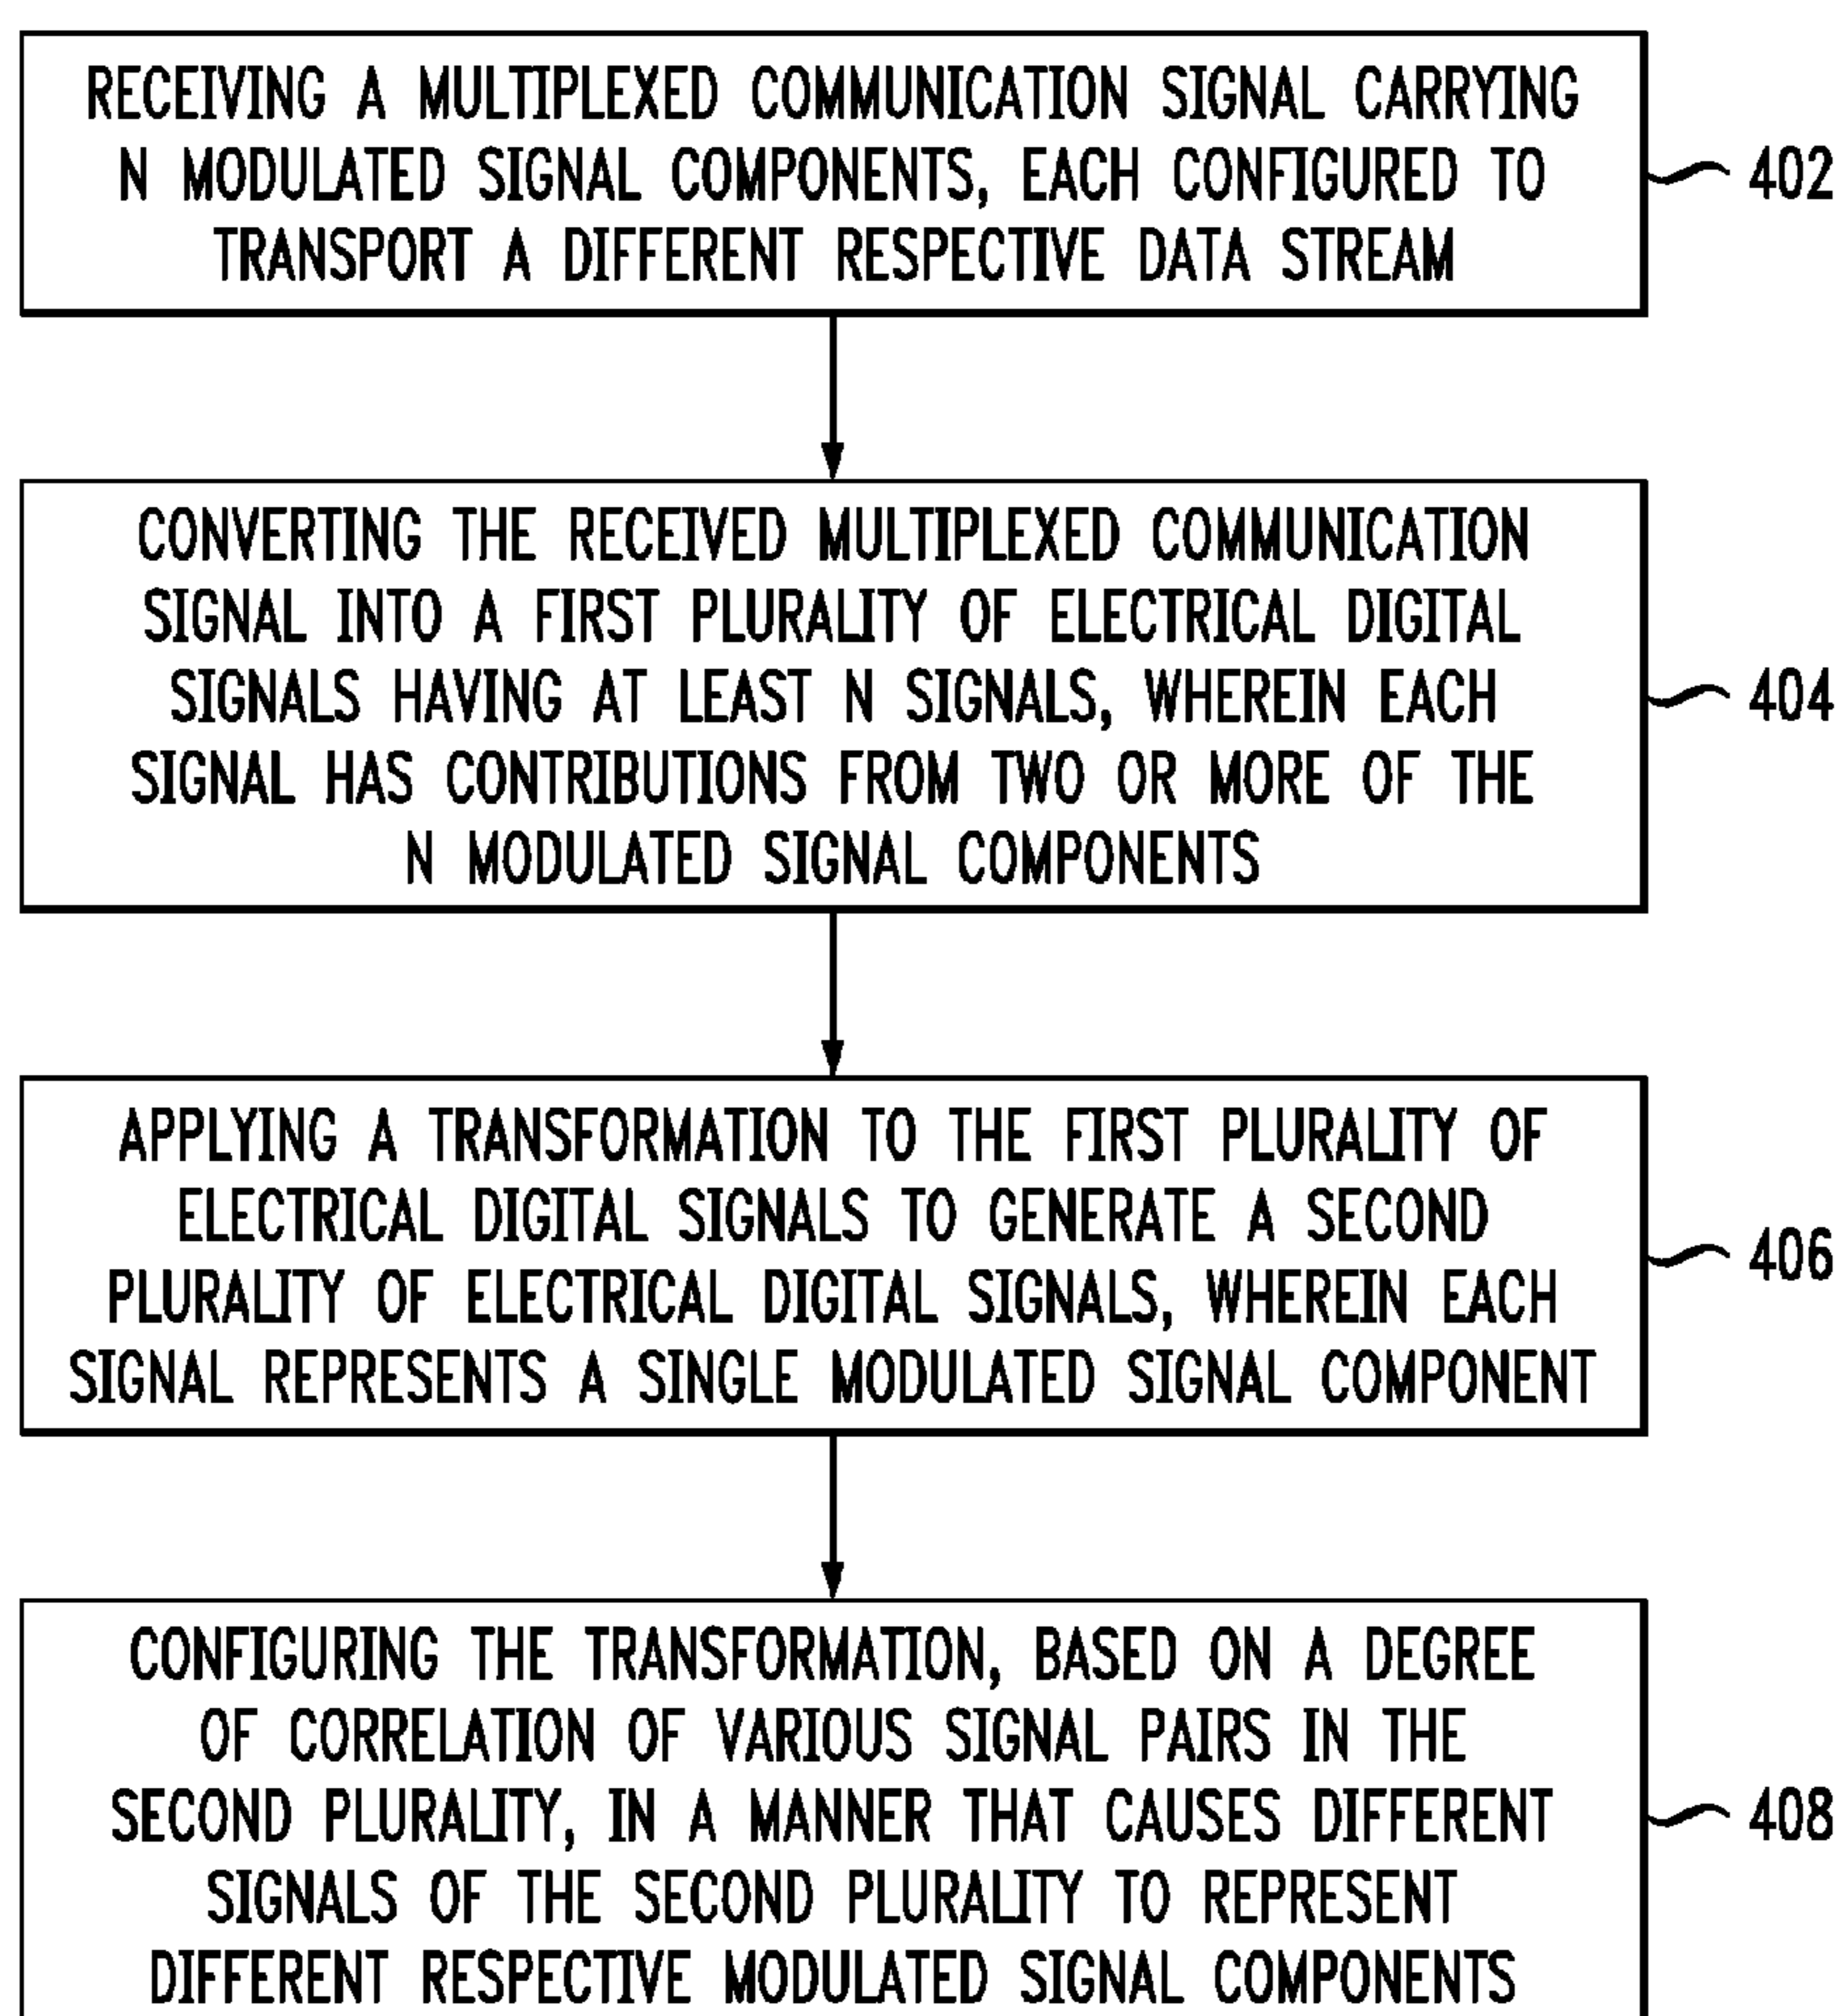 RECEIVING A MULTIPLEXED COMMUNICATION SIGNAL CARRYING
N MODULATED SIGNAL COMPONENTS, EACH CONFIGURED TO
TRANSPORT A DIFFERENT RESPECTIVE DATA STREAM
402
CONVERTING THE RECEIVED MULTIPLEXED COMMUNICATION
SIGNAL INTO A FIRST PLURALITY OF ELECTRICAL DIGITAL
SIGNALS HAVING AT LEAST N SIGNALS, WHEREIN EACH
SIGNAL HAS CONTRIBUTIONS FROM TWO OR MORE OF THE
N MODULATED SIGNAL COMPONENTS
404
APPLYING A TRANSFORMATION TO THE FIRST PLURALITY OF
ELECTRICAL DIGITAL SIGNALS TO GENERATE A SECOND
PLURALITY OF ELECTRICAL DIGITAL SIGNALS, WHEREIN EACH
SIGNAL REPRESENTS A SINGLE MODULATED SIGNAL COMPONENT
406
CONFIGURING THE TRANSFORMATION, BASED ON A DEGREE
OF CORRELATION OF VARIOUS SIGNAL PAIRS IN THE
SECOND PLURALITY, IN A MANNER THAT CAUSES DIFFERENT
SIGNALS OF THE SECOND PLURALITY TO REPRESENT
DIFFERENT RESPECTIVE MODULATED SIGNAL COMPONENTS
408